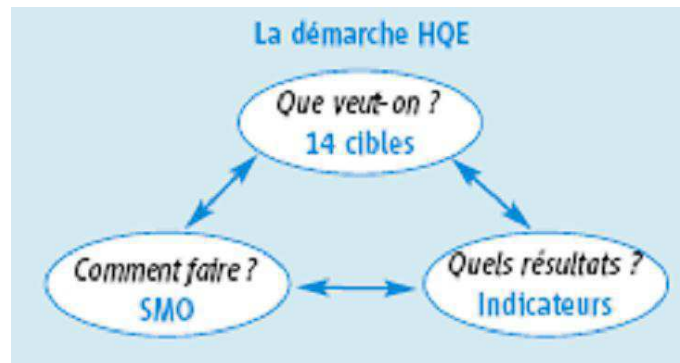 La démarche HQE
Que veut-on ?
14 cibles
Comment faire ?
SMO
Quels résultats ?
Indicateurs